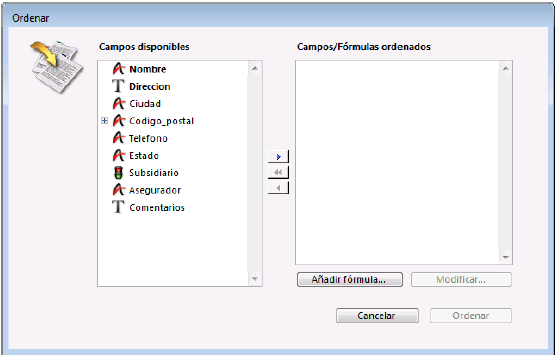 Ordenar
Campos disponibles
Campos/Fórmulas ordenados
Nombre
Direccion
Ciudad
Codigo_postal
Telefono
Estado
Subsidiario
Asegurador
Comentarios
Añadir fórmula...
Modificar...
Cancelar
Ordenar